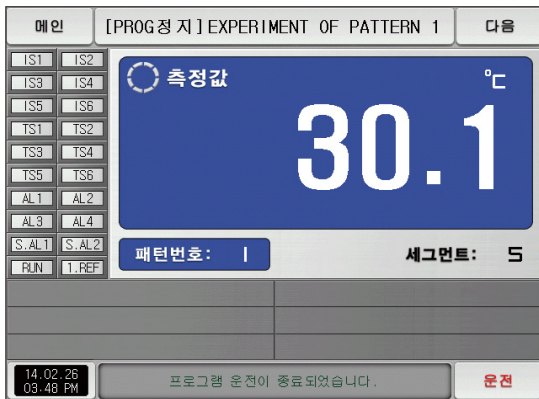 메인 [PROG정지]EXPERIMENT OF PATTERN 1 다음
IS1 IS2
IS3 IS4
IS5 IS6
TS1 TS2
TS3 TS4
TS5 TS6
AL1 AL2
AL3 AL4
S.AL1 S.AL2
RUN 1.REF
측정값 ℃
30.1
패턴번호: 1 세그먼트: 5
14.02.26
03:48 PM
프로그램 운전이 종료되었습니다.
운전